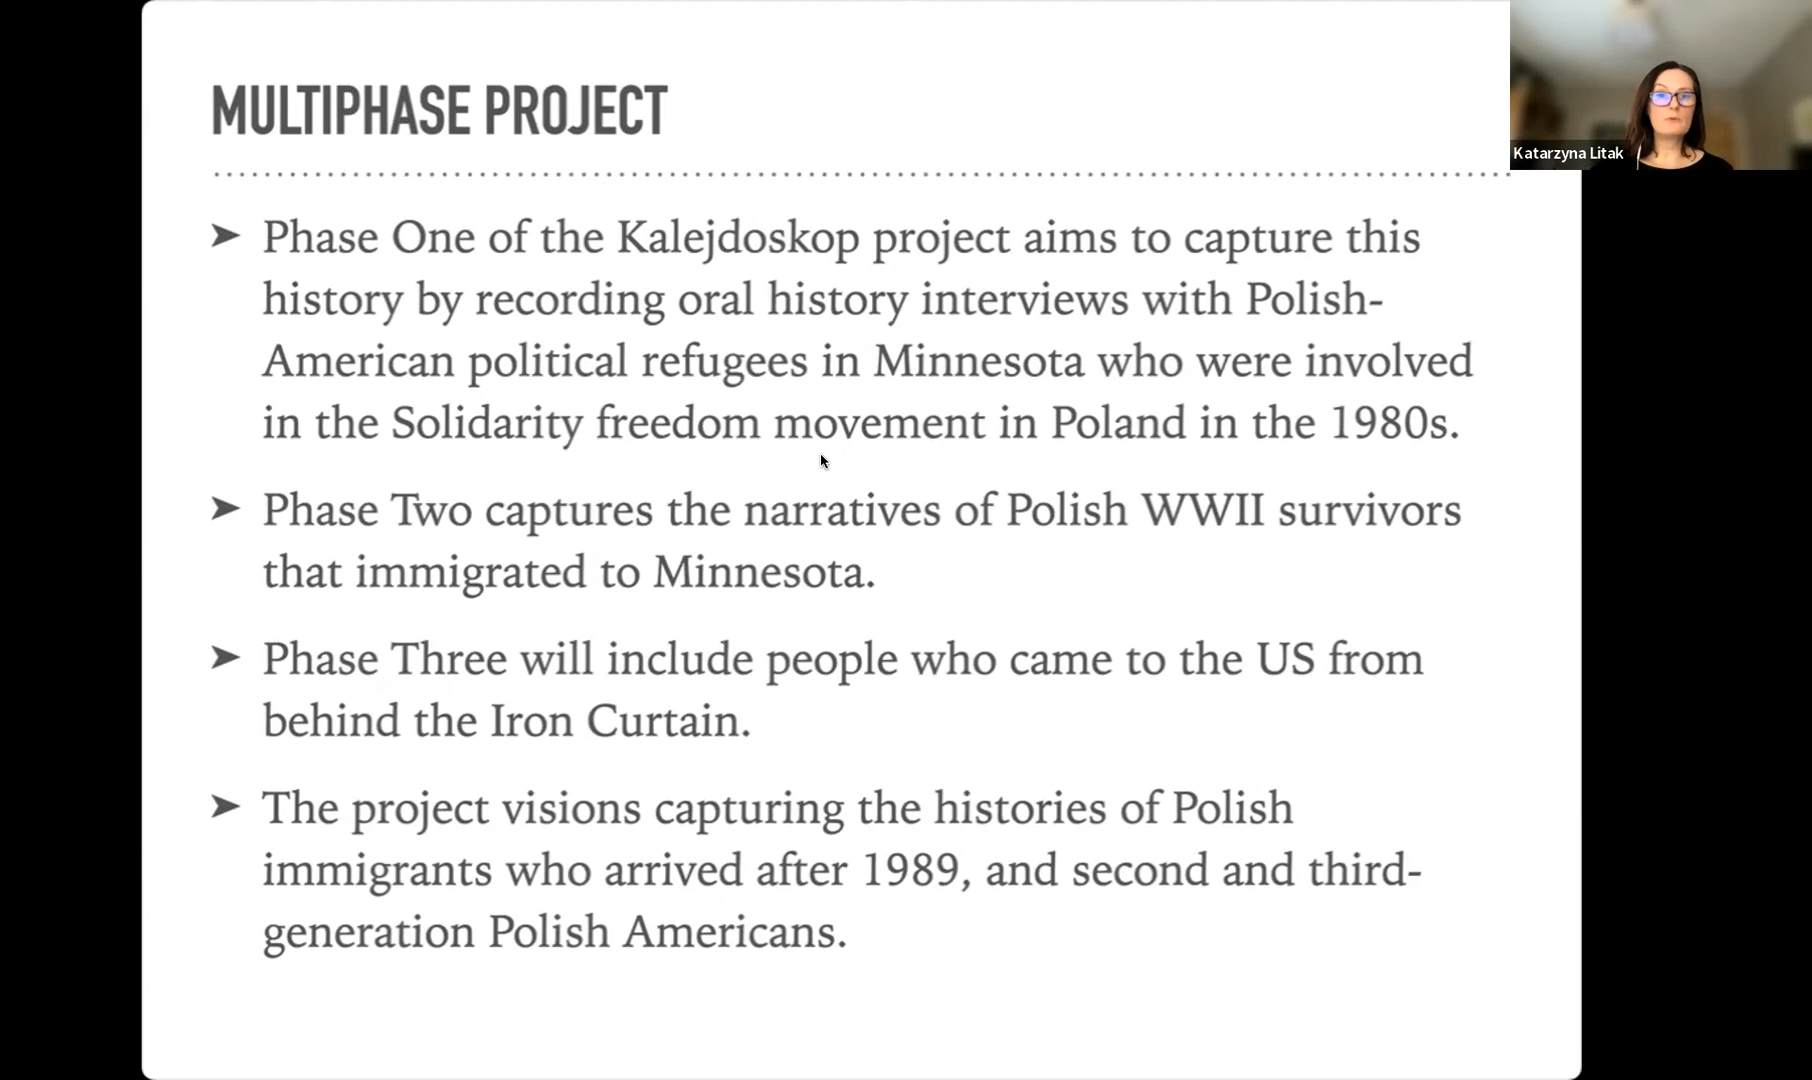 MULTIPHASE PROJECT
Katarzyna Litak
➤ Phase One of the Kalejdoskop project aims to capture this
history by recording oral history interviews with Polish-
American political refugees in Minnesota who were involved
in the Solidarity freedom movement in Poland in the 1980s.
➤ Phase Two captures the narratives of Polish WWII survivors
that immigrated to Minnesota.
➤ Phase Three will include people who came to the US from
behind the Iron Curtain.
➤ The project visions capturing the histories of Polish
immigrants who arrived after 1989, and second and third-
generation Polish Americans.